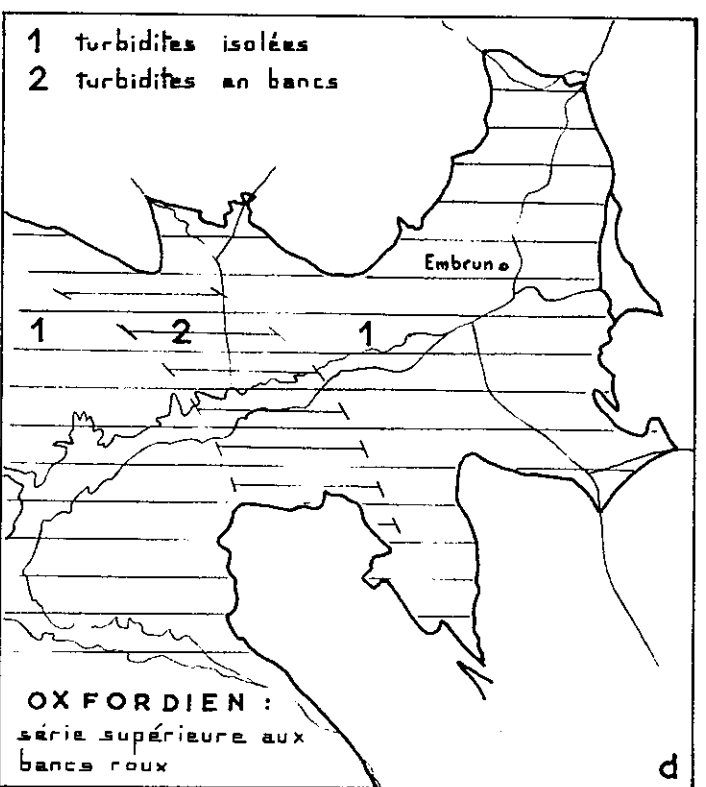 1 turbidites isolées
2 turbidites en bancs
Embrun
1 2 1
OXFORDIEN :
série supérieure aux
bancs roux
d